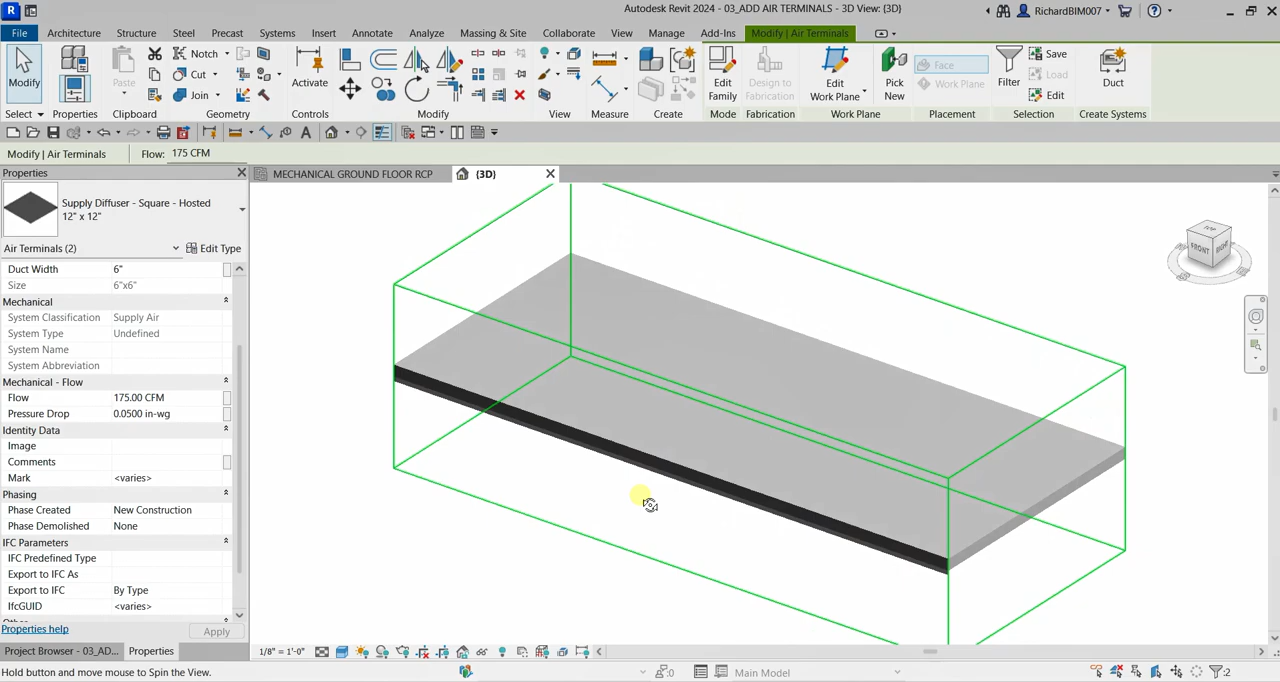 Autodesk Revit 2024 - 03_ADD AIR TERMINALS - 3D View: {3D}
RichardBIM007
File
Architecture
Structure
Steel
Precast
Systems
Insert
Annotate
Analyze
Massing & Site
Collaborate
View
Manage
Add-Ins
Modify | Air Terminals
Modify
Paste
Notch
Cut
Join
Activate
Edit
Family
Design to
Fabrication
Edit
Work Plane
Pick
New
Face
Work Plane
Filter
Save
Load
Edit
Duct
Select
Properties
Clipboard
Geometry
Controls
Modify
View
Measure
Create
Mode
Fabrication
Work Plane
Placement
Selection
Create Systems
Modify | Air Terminals
Flow: 175 CFM
Properties
MECHANICAL GROUND FLOOR RCP
{3D}
Supply Diffuser - Square - Hosted
12" x 12"
Air Terminals (2)
Edit Type
Duct Width 6"
Size 6"x6"
Mechanical
System Classification Supply Air
System Type Undefined
System Name
System Abbreviation
Mechanical - Flow
Flow 175.00 CFM
Pressure Drop 0.0500 in-wg
Identity Data
Image
Comments
Mark <varies>
Phasing
Phase Created New Construction
Phase Demolished None
IFC Parameters
IFC Predefined Type
Export to IFC As
Export to IFC By Type
IfcGUID <varies>
Properties help
Apply
Project Browser - 03_AD...
Properties
TOP
FRONT
RIGHT
1/8" = 1'-0"
Hold button and move mouse to Spin the View.
:0
Main Model
:2